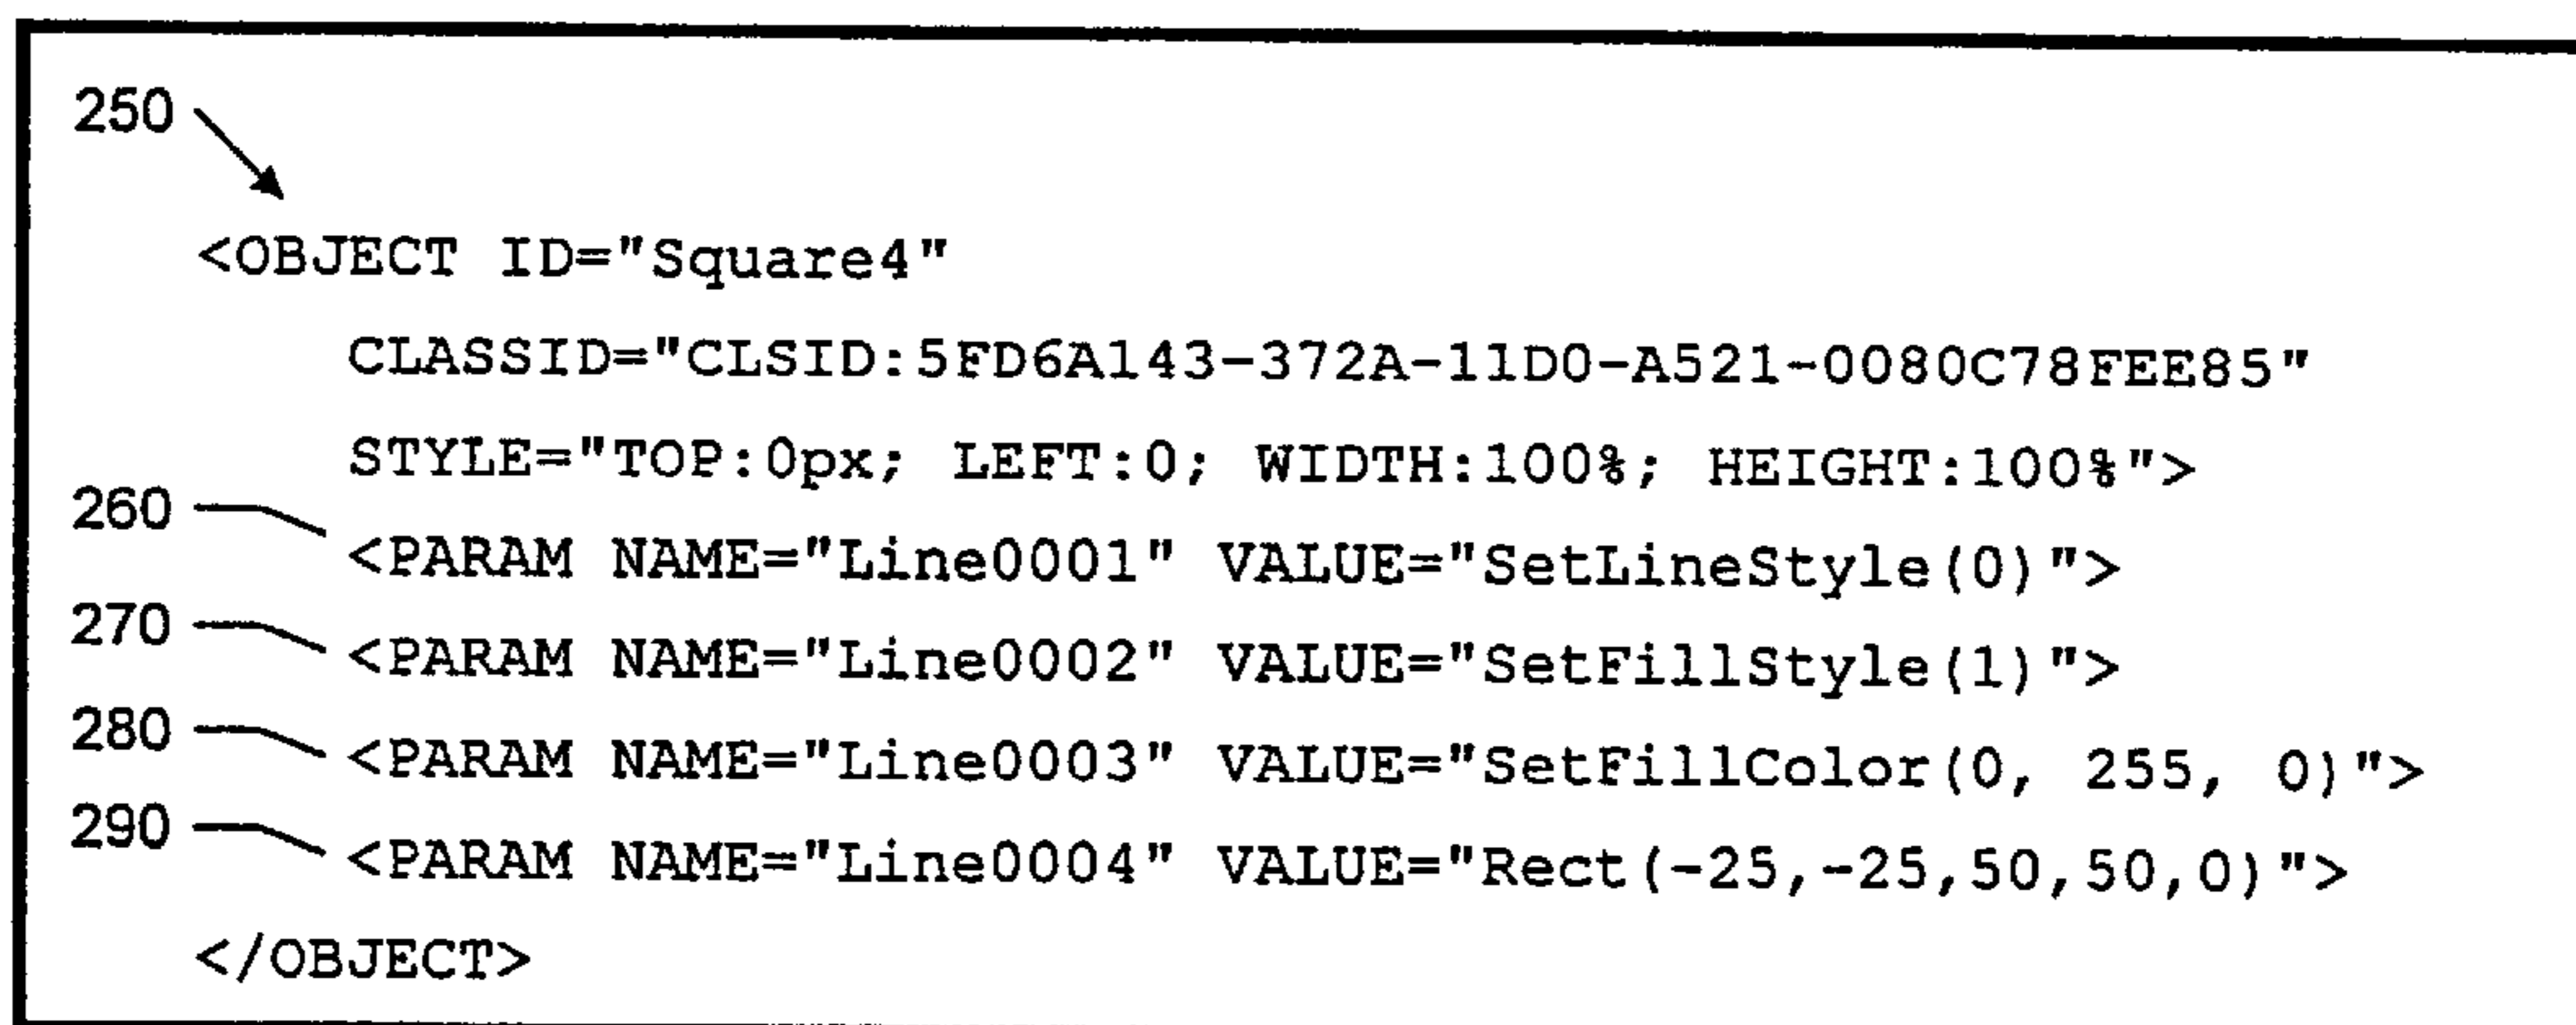 250
<OBJECT ID="Square4"
CLASSID="CLSID:5FD6A143-372A-11D0-A521-0080C78FEE85"
STYLE="TOP:0px; LEFT:0; WIDTH:100%; HEIGHT:100%">
260 <PARAM NAME="Line0001" VALUE="SetLineStyle(0)">
270 <PARAM NAME="Line0002" VALUE="SetFillStyle(1)">
280 <PARAM NAME="Line0003" VALUE="SetFillColor(0, 255, 0)">
290 <PARAM NAME="Line0004" VALUE="Rect(-25,-25,50,50,0)">
</OBJECT>